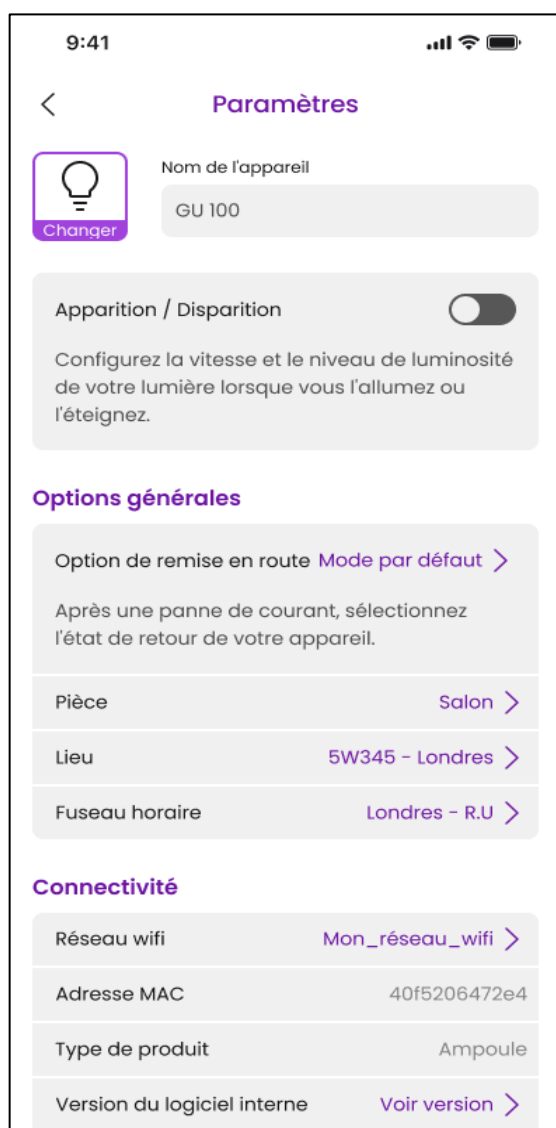 9:41
Paramètres
Nom de l'appareil
GU 100
Changer
Apparition / Disparition
Configurez la vitesse et le niveau de luminosité
de votre lumière lorsque vous l'allumez ou
l'éteignez.
Options générales
Option de remise en route Mode par défaut
Après une panne de courant, sélectionnez
l'état de retour de votre appareil.
Pièce Salon
Lieu 5W345 - Londres
Fuseau horaire Londres - R.U
Connectivité
Réseau wifi Mon_réseau_wifi
Adresse MAC 40f5206472e4
Type de produit Ampoule
Version du logiciel interne Voir version